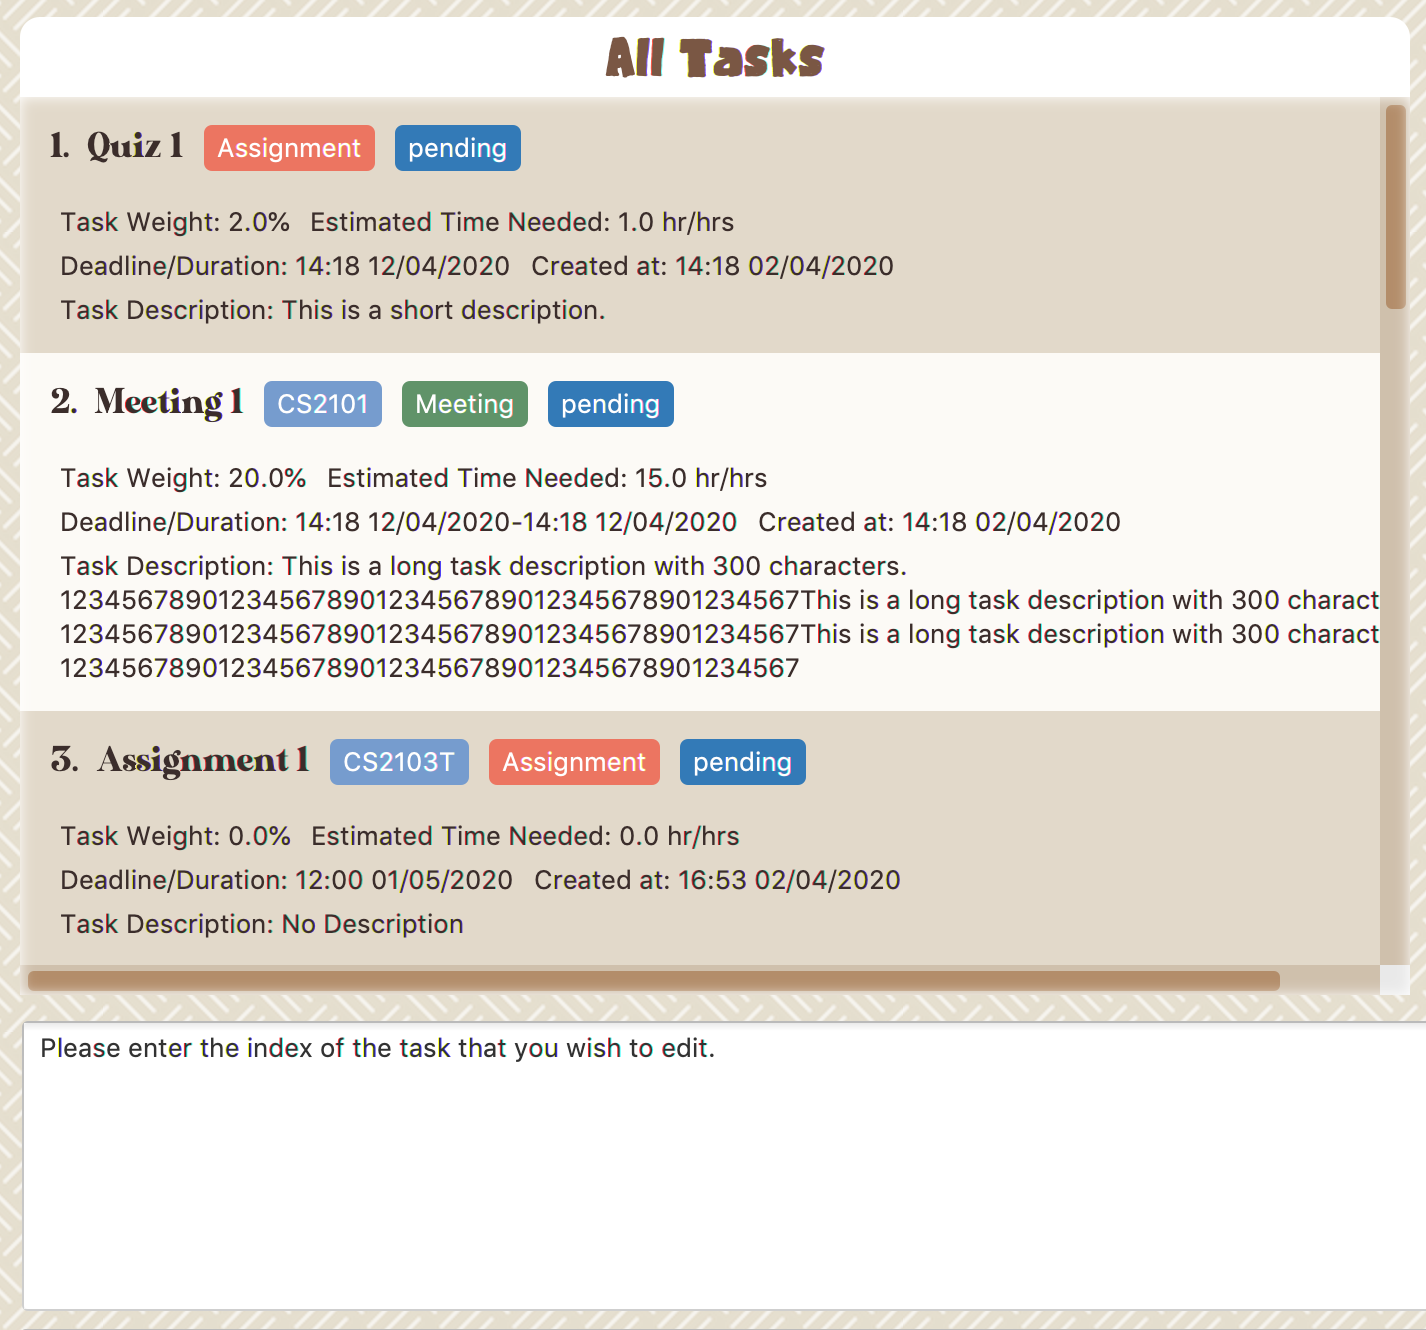 All Tasks
1. Quiz 1 Assignment pending
Task Weight: 2.0% Estimated Time Needed: 1.0 hr/hrs
Deadline/Duration: 14:18 12/04/2020 Created at: 14:18 02/04/2020
Task Description: This is a short description.
2. Meeting 1 CS2101 Meeting pending
Task Weight: 20.0% Estimated Time Needed: 15.0 hr/hrs
Deadline/Duration: 14:18 12/04/2020-14:18 12/04/2020 Created at: 14:18 02/04/2020
Task Description: This is a long task description with 300 characters.
12345678901234567890123456789012345678901234567This is a long task description with 300 charact
12345678901234567890123456789012345678901234567This is a long task description with 300 charact
12345678901234567890123456789012345678901234567
3. Assignment 1 CS2103T Assignment pending
Task Weight: 0.0% Estimated Time Needed: 0.0 hr/hrs
Deadline/Duration: 12:00 01/05/2020 Created at: 16:53 02/04/2020
Task Description: No Description
Please enter the index of the task that you wish to edit.